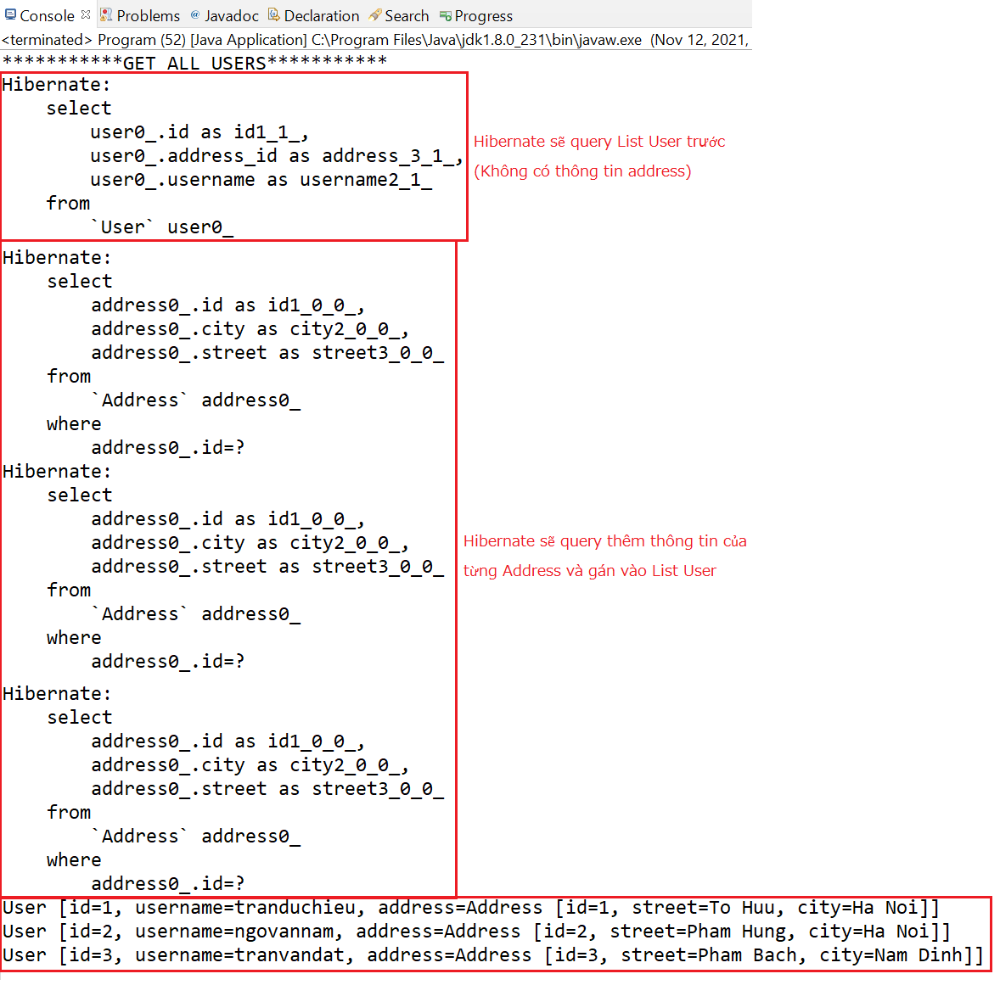 Console Problems @ Javadoc Declaration Search Progress
<terminated> Program (52) [Java Application] C:\Program Files\Java\jdk1.8.0_231\bin\javaw.exe (Nov 12, 2021,
***********GET ALL USERS***********
Hibernate:
    select
        user0_.id as id1_1_,
        user0_.address_id as address_3_1_,
        user0_.username as username2_1_
    from
        `User` user0_
Hibernate sẽ query List User trước
(Không có thông tin address)
Hibernate:
    select
        address0_.id as id1_0_0_,
        address0_.city as city2_0_0_,
        address0_.street as street3_0_0_
    from
        `Address` address0_
    where
        address0_.id=?
Hibernate:
    select
        address0_.id as id1_0_0_,
        address0_.city as city2_0_0_,
        address0_.street as street3_0_0_
    from
        `Address` address0_
    where
        address0_.id=?
Hibernate:
    select
        address0_.id as id1_0_0_,
        address0_.city as city2_0_0_,
        address0_.street as street3_0_0_
    from
        `Address` address0_
    where
        address0_.id=?
Hibernate sẽ query thêm thông tin của
từng Address và gán vào List User
User [id=1, username=tranduchieu, address=Address [id=1, street=To Huu, city=Ha Noi]]
User [id=2, username=ngovannam, address=Address [id=2, street=Pham Hung, city=Ha Noi]]
User [id=3, username=tranvandat, address=Address [id=3, street=Pham Bach, city=Nam Dinh]]